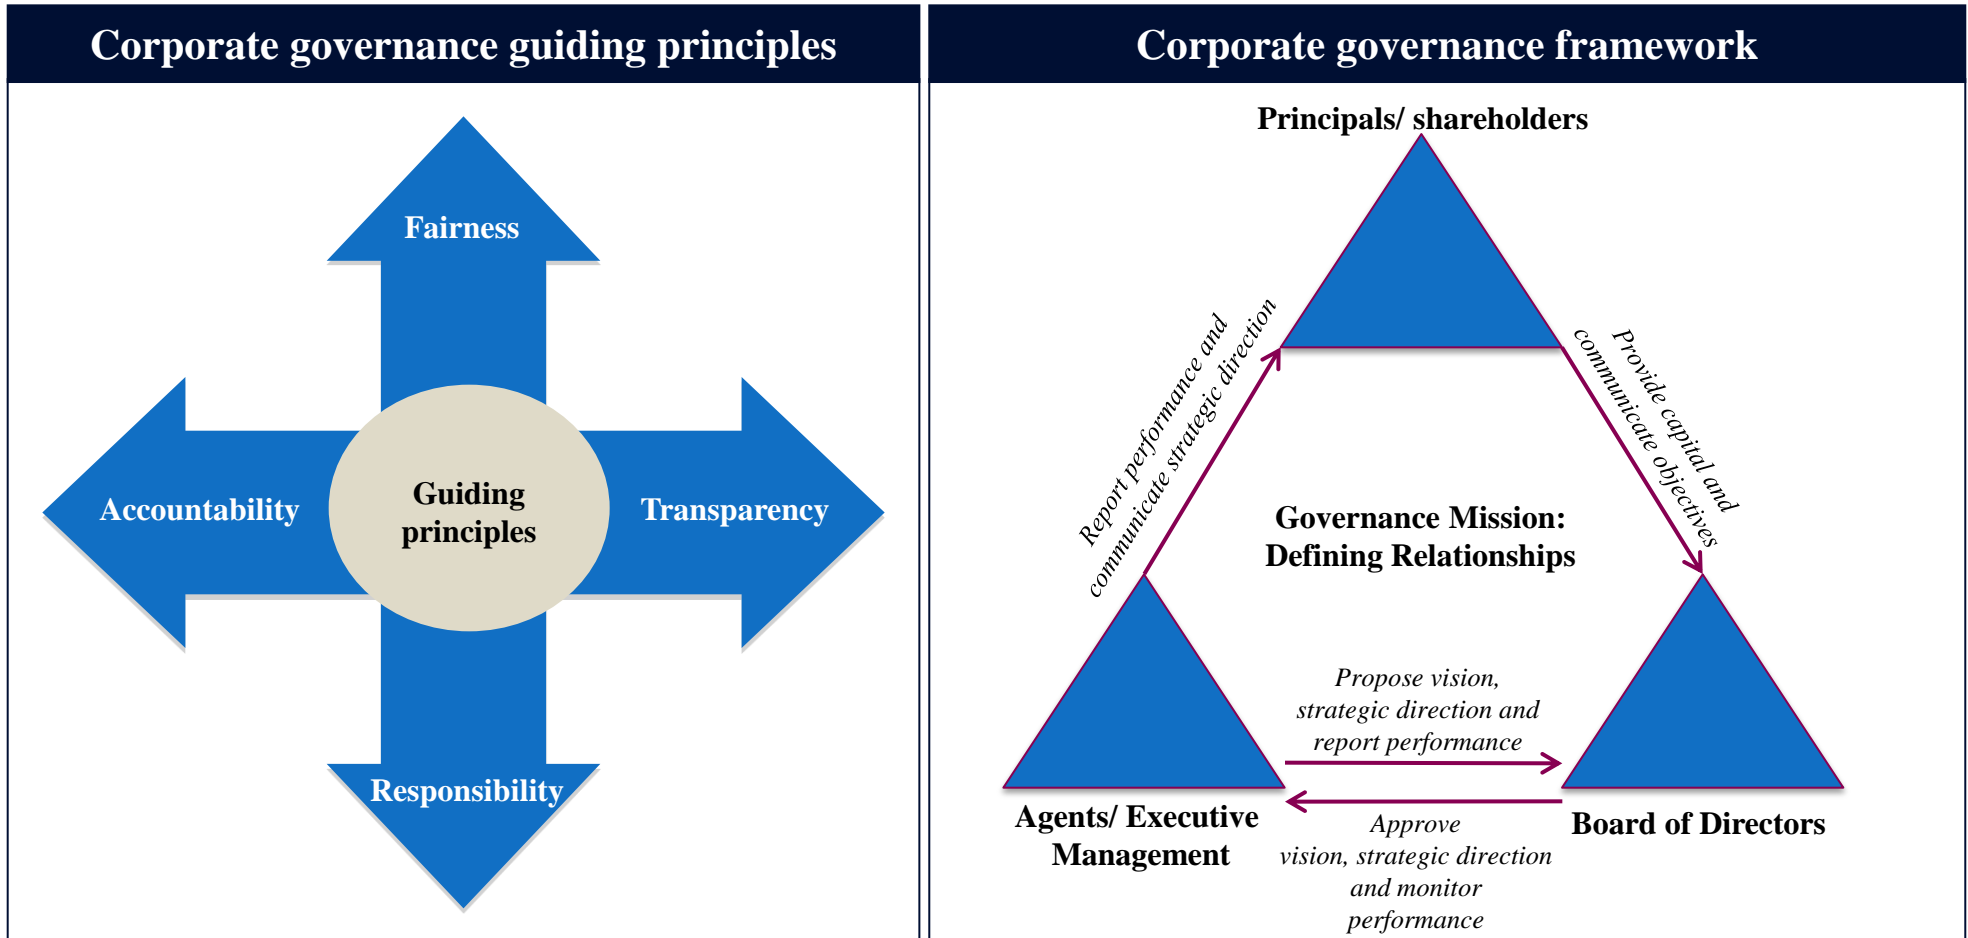 Corporate governance guiding principles
Fairness
Accountability
Guiding
principles
Transparency
Responsibility
Corporate governance framework
Principals/ shareholders
Report performance and
communicate strategic direction
Provide capital and
communicate objectives
Governance Mission:
Defining Relationships
Propose vision,
strategic direction and
report performance
Agents/ Executive
Management
Approve
vision, strategic direction
and monitor
performance
Board of Directors